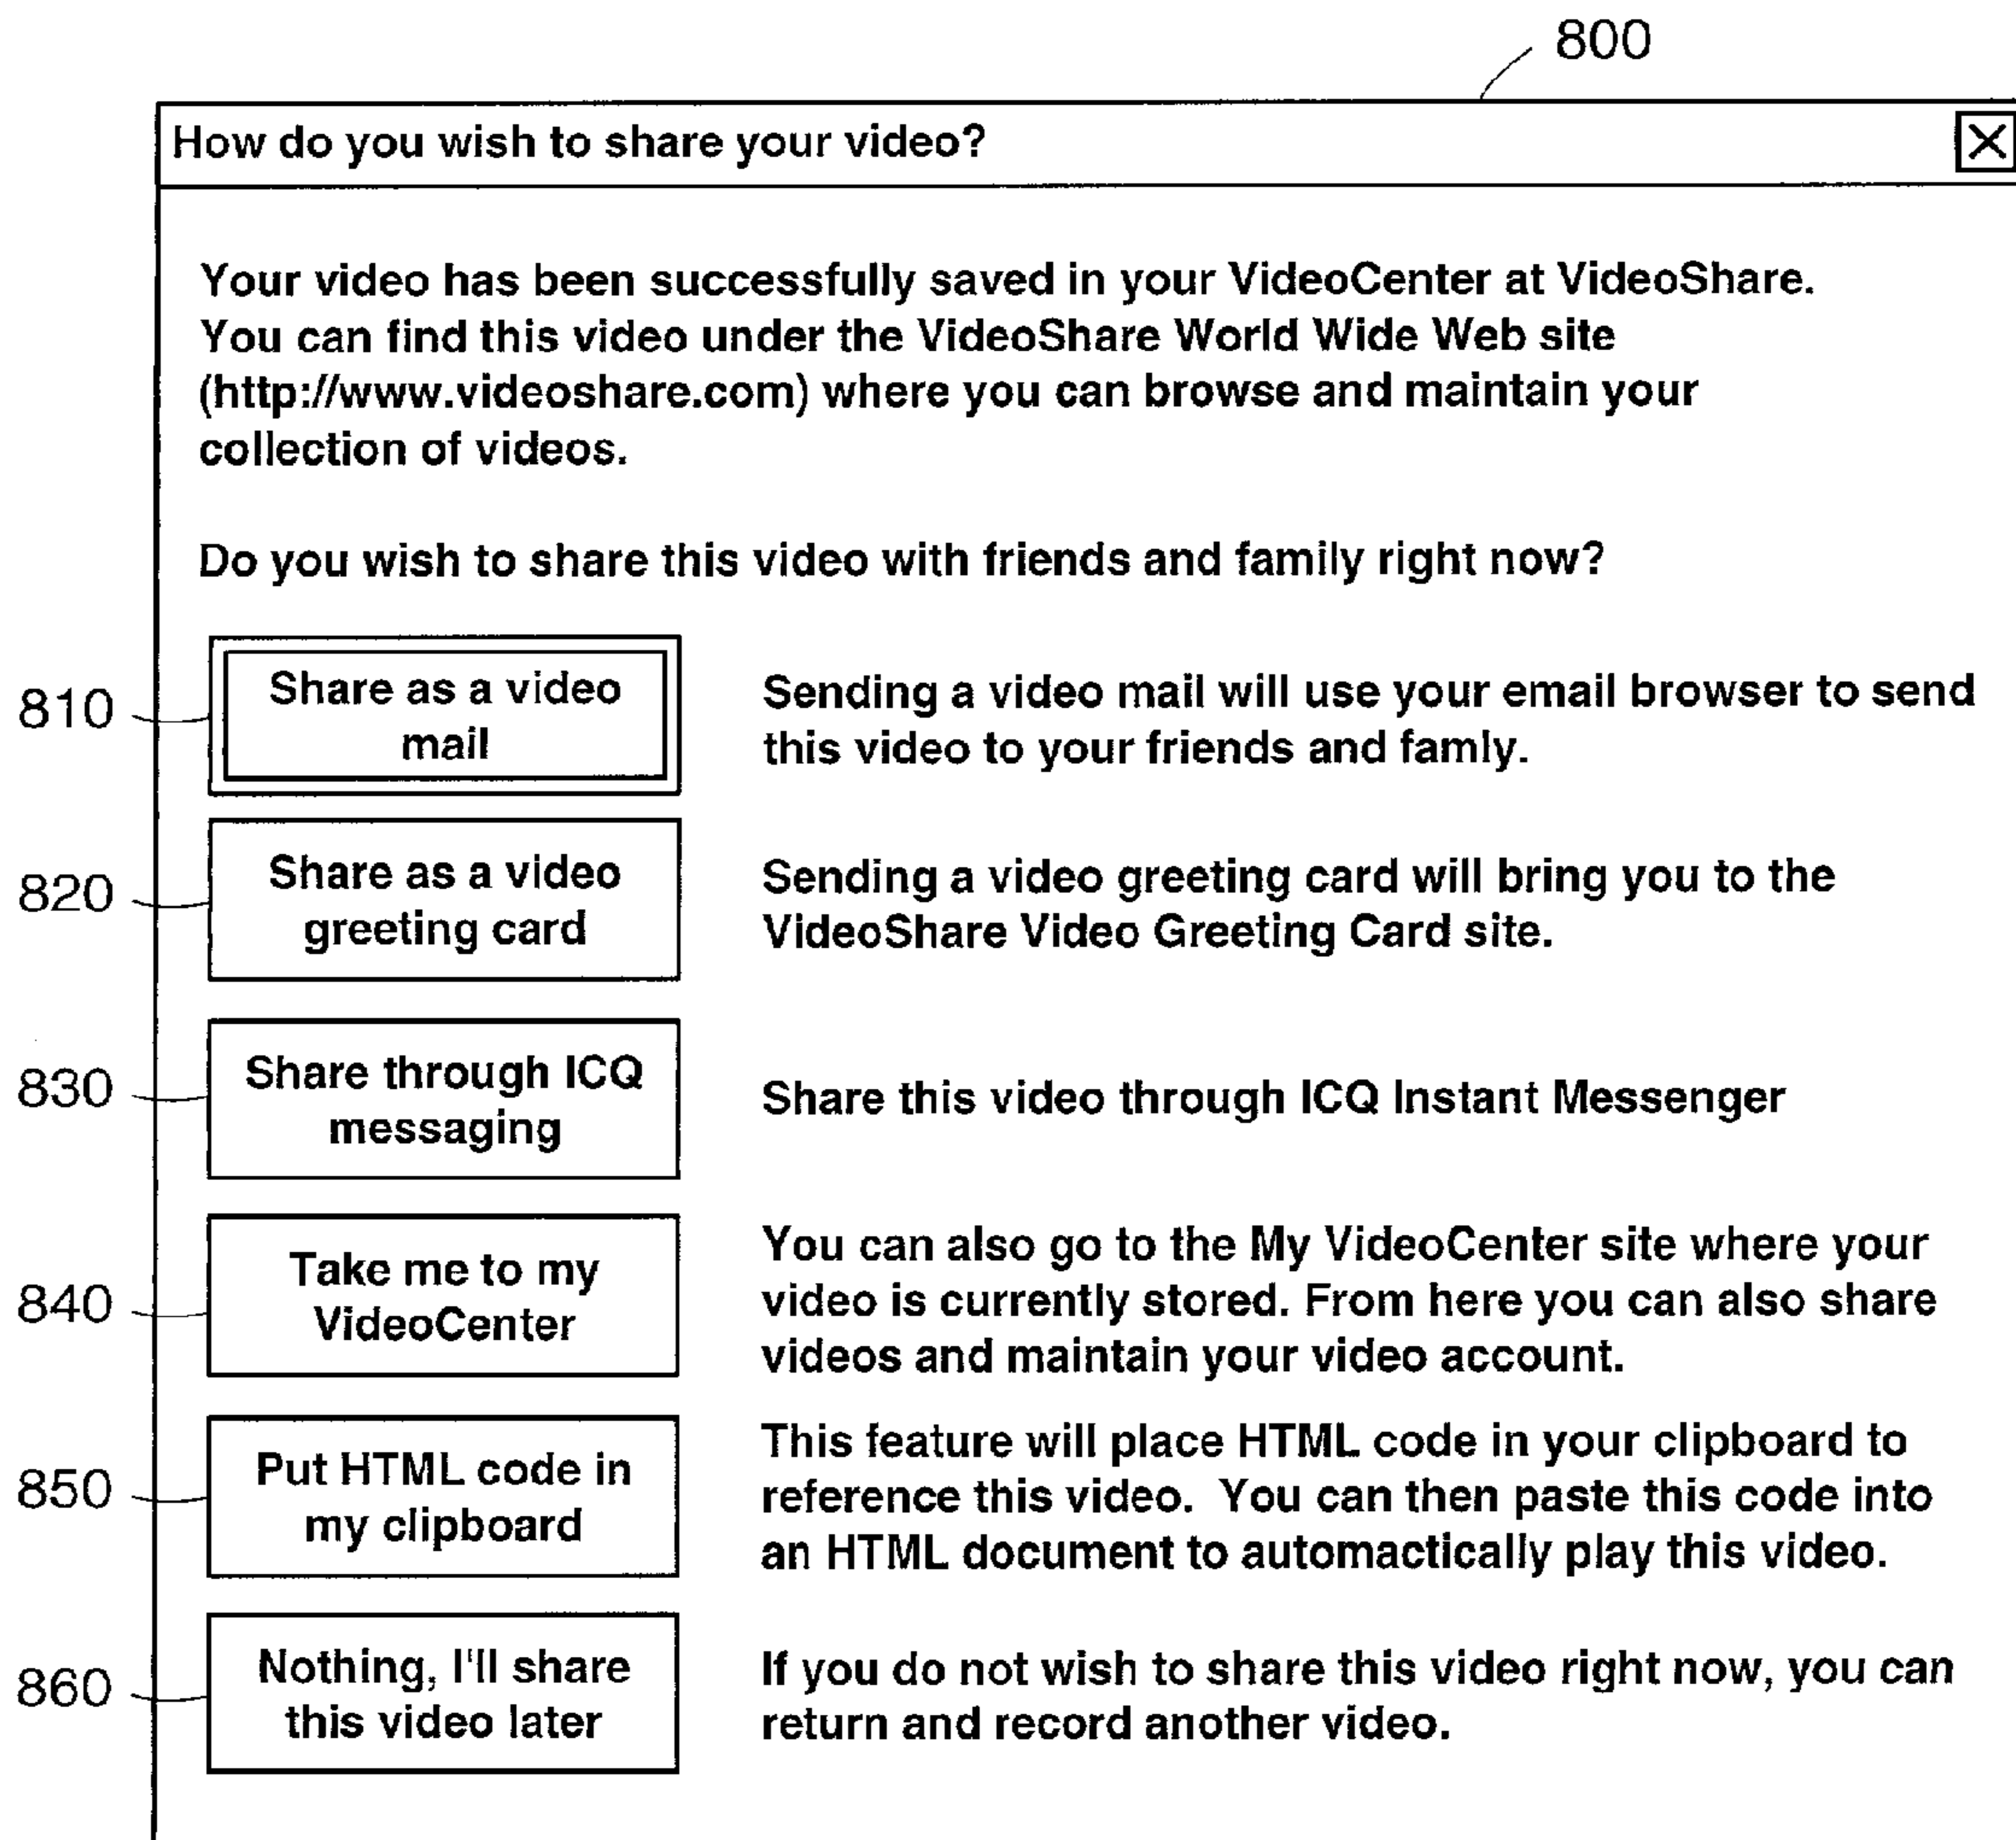 800
How do you wish to share your video?
Your video has been successfully saved in your VideoCenter at VideoShare.
You can find this video under the VideoShare World Wide Web site
(http://www.videoshare.com) where you can browse and maintain your
collection of videos.
Do you wish to share this video with friends and family right now?
810
Share as a video
mail
Sending a video mail will use your email browser to send
this video to your friends and famly.
820
Share as a video
greeting card
Sending a video greeting card will bring you to the
VideoShare Video Greeting Card site.
830
Share through ICQ
messaging
Share this video through ICQ Instant Messenger
840
Take me to my
VideoCenter
You can also go to the My VideoCenter site where your
video is currently stored. From here you can also share
videos and maintain your video account.
850
Put HTML code in
my clipboard
This feature will place HTML code in your clipboard to
reference this video. You can then paste this code into
an HTML document to automactically play this video.
860
Nothing, I'll share
this video later
If you do not wish to share this video right now, you can
return and record another video.